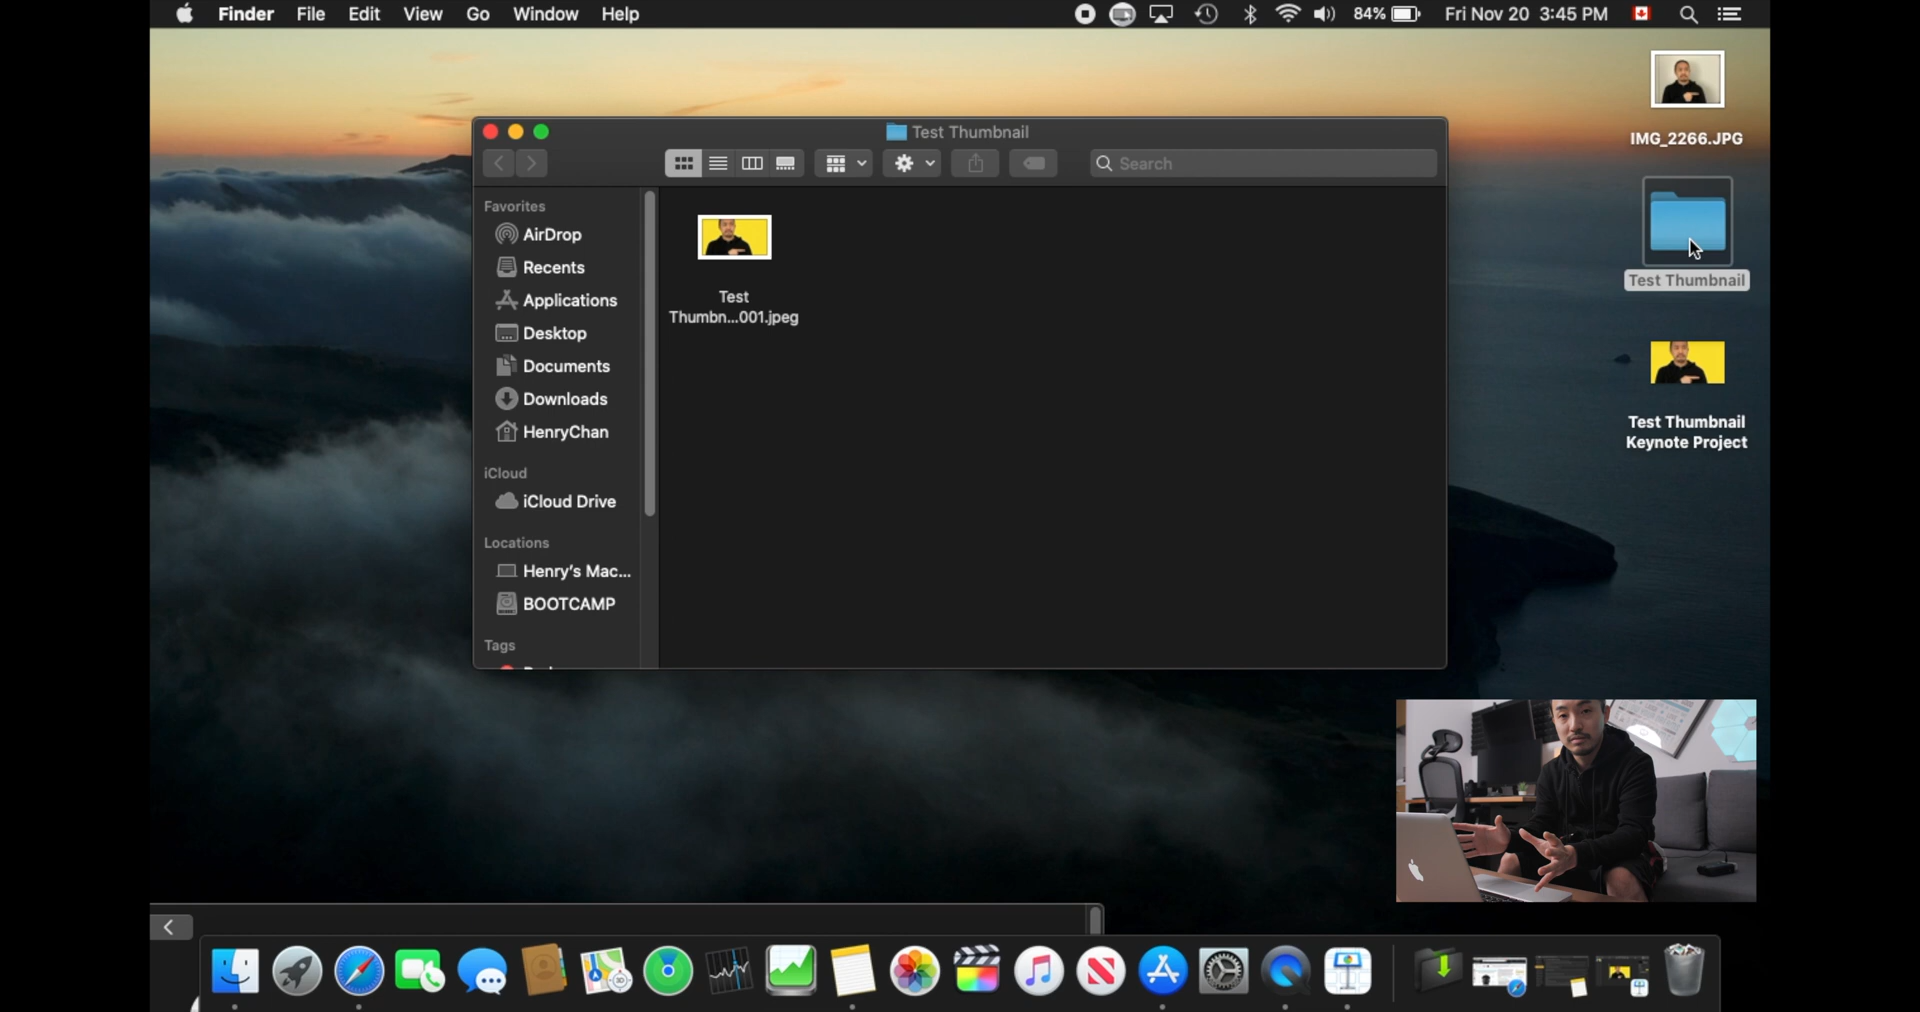 Finder File Edit View Go Window Help 84% Fri Nov 20 3:45 PM
IMG_2266.JPG
Test Thumbnail
Test Thumbnail
Keynote Project
Test Thumbnail
Search
Favorites
AirDrop
Recents
Applications
Desktop
Documents
Downloads
HenryChan
iCloud
iCloud Drive
Locations
Henry's Mac...
BOOTCAMP
Tags
Test
Thumbn...001.jpeg
3D